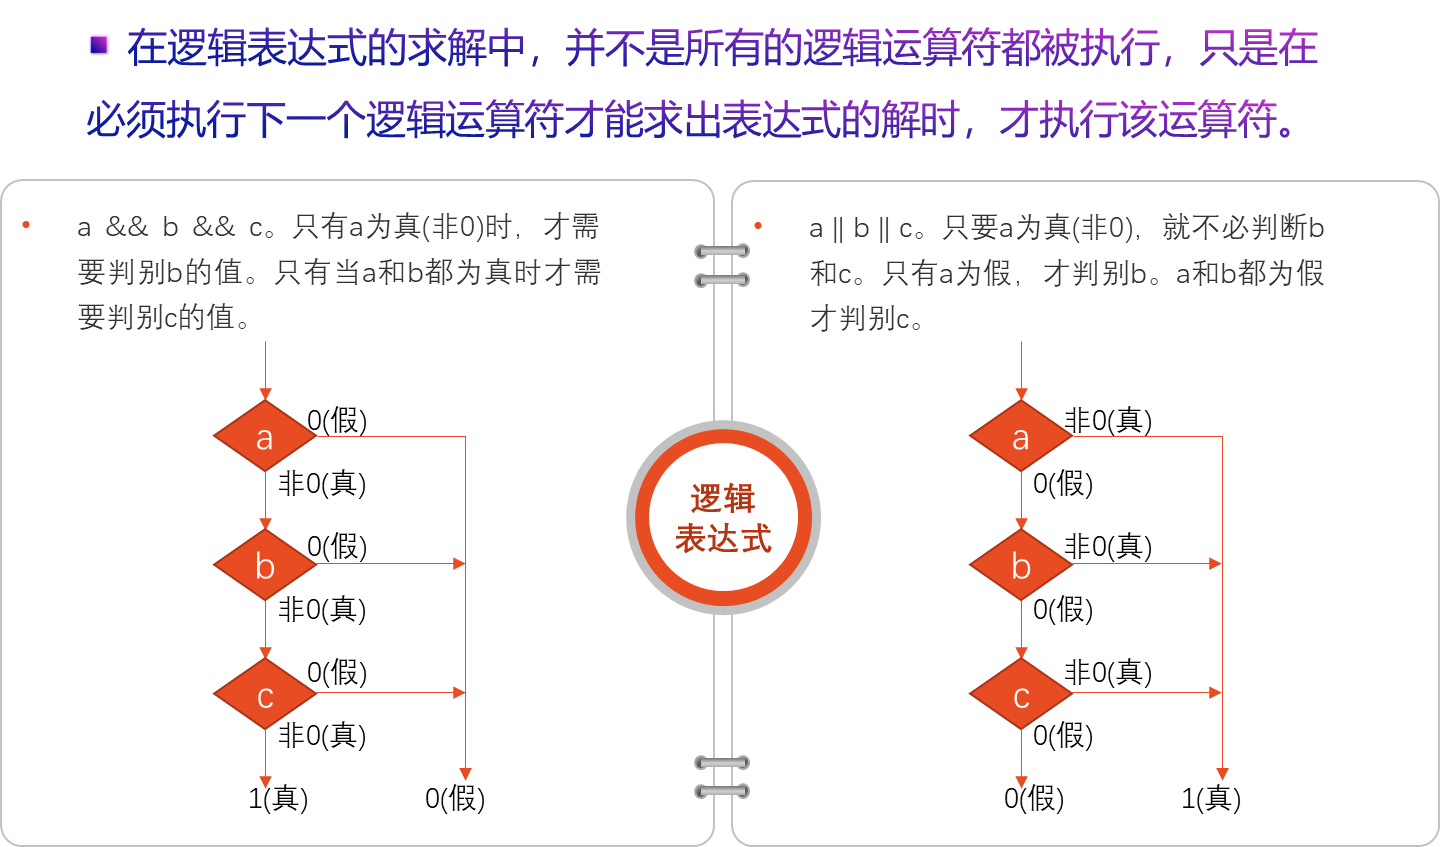 在逻辑表达式的求解中，并不是所有的逻辑运算符都被执行，只是在
必须执行下一个逻辑运算符才能求出表达式的解时，才执行该运算符。
• a && b && c。只有a为真(非0)时，才需
要判别b的值。只有当a和b都为真时才需
要判别c的值。
0(假)
a
非0(真)
0(假)
b
非0(真)
0(假)
c
非0(真)
1(真)
0(假)
逻辑
表达式
• a || b || c。只要a为真(非0)，就不必判断b
和c。只有a为假，才判别b。a和b都为假
才判别c。
非0(真)
a
0(假)
非0(真)
b
0(假)
非0(真)
c
0(假)
0(假)
1(真)